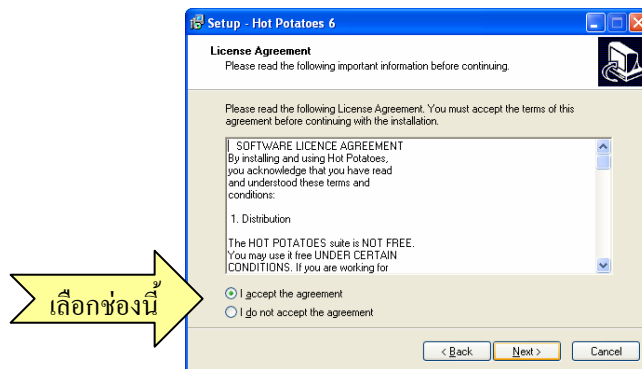 Setup - Hot Potatoes 6
License Agreement
Please read the following important information before continuing.
Please read the following License Agreement. You must accept the terms of this
agreement before continuing with the installation.
SOFTWARE LICENCE AGREEMENT
By installing and using Hot Potatoes,
you acknowledge that you have read
and understood these terms and
conditions:
1. Distribution
The HOT POTATOES suite is NOT FREE.
You may use it free UNDER CERTAIN
CONDITIONS. If you are working for
เลือกช่องนี้
I accept the agreement
I do not accept the agreement
< Back
Next >
Cancel